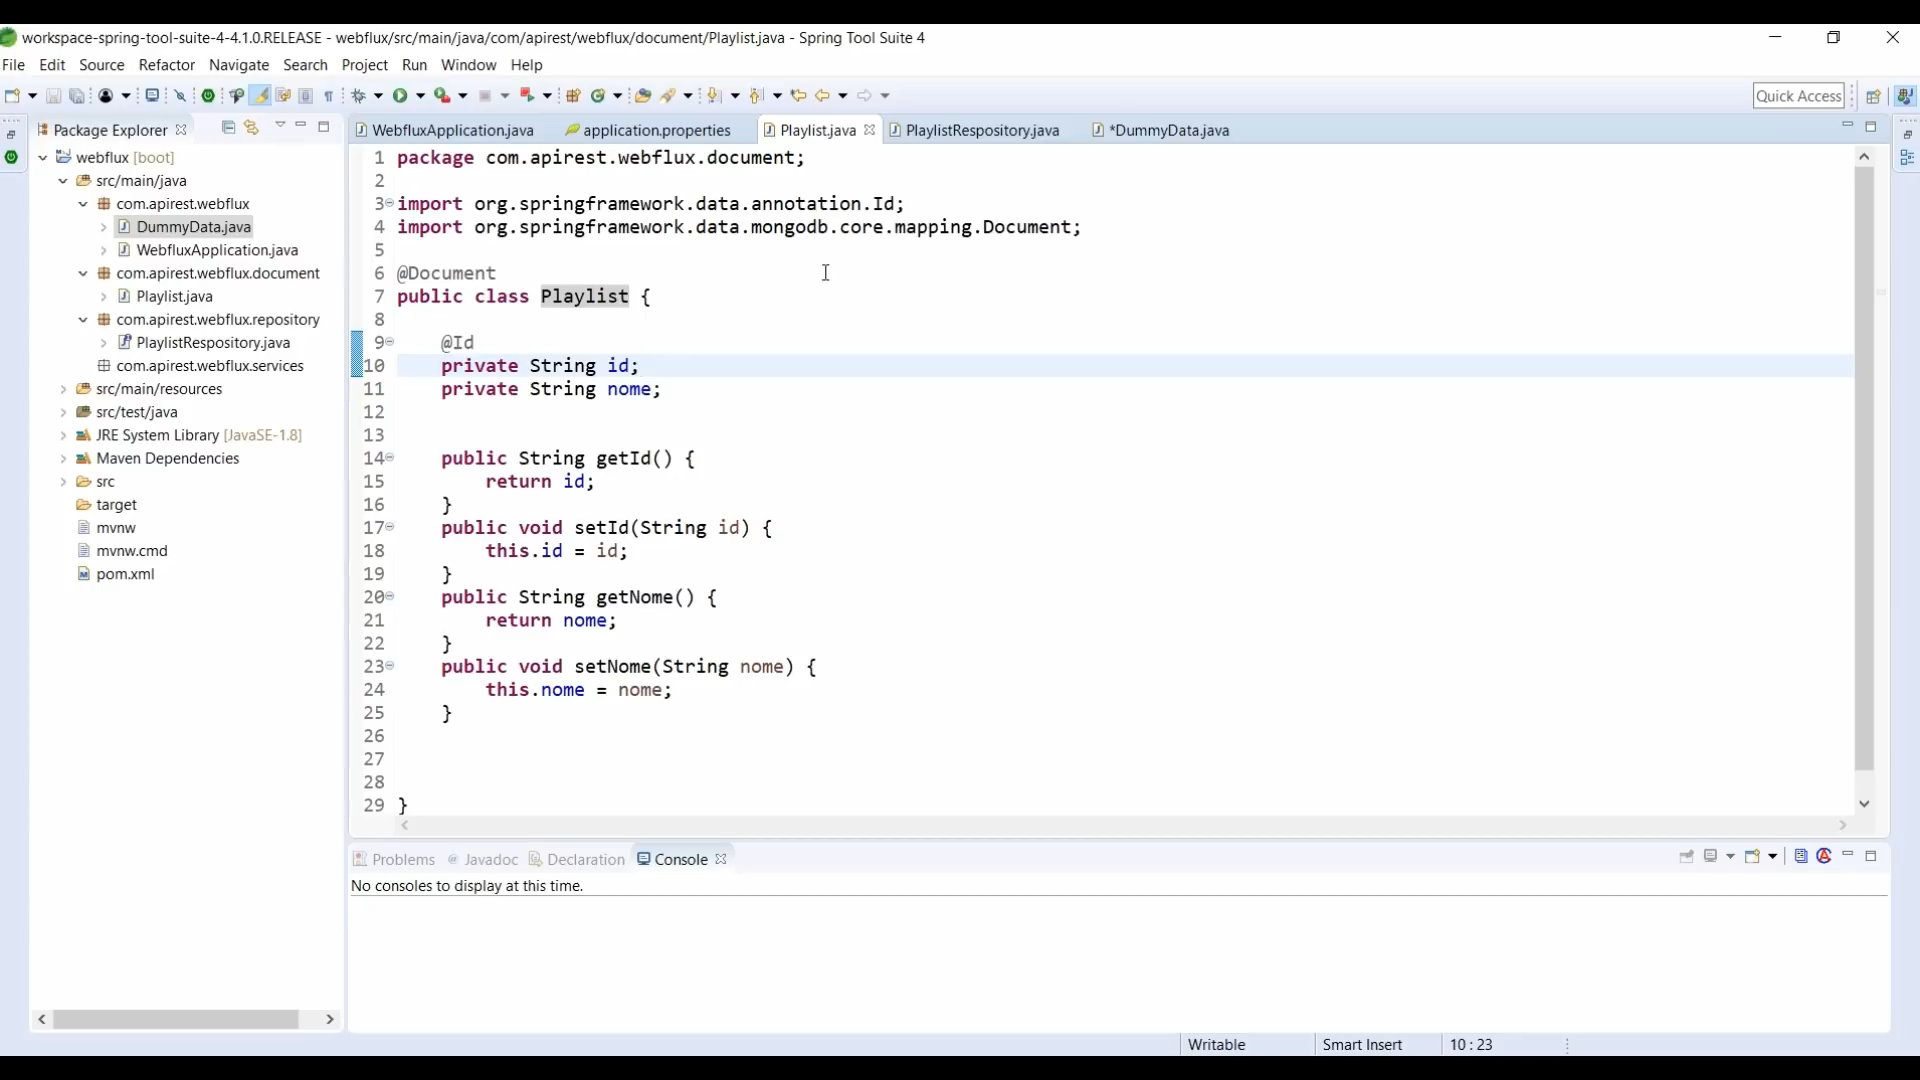 workspace-spring-tool-suite-4-4.1.0.RELEASE - webflux/src/main/java/com/apirest/webflux/document/Playlist.java - Spring Tool Suite 4
File Edit Source Refactor Navigate Search Project Run Window Help
Quick Access
Package Explorer
webflux [boot]
src/main/java
com.apirest.webflux
DummyData.java
WebfluxApplication.java
com.apirest.webflux.document
Playlist.java
com.apirest.webflux.repository
PlaylistRespository.java
com.apirest.webflux.services
src/main/resources
src/test/java
JRE System Library [JavaSE-1.8]
Maven Dependencies
src
target
mvnw
mvnw.cmd
pom.xml
WebfluxApplication.java application.properties Playlist.java PlaylistRespository.java *DummyData.java
1 package com.apirest.webflux.document;
2
3 import org.springframework.data.annotation.Id;
4 import org.springframework.data.mongodb.core.mapping.Document;
5
6 @Document
7 public class Playlist {
8
9 @Id
10 private String id;
11 private String nome;
12
13
14 public String getId() {
15 return id;
16 }
17 public void setId(String id) {
18 this.id = id;
19 }
20 public String getNome() {
21 return nome;
22 }
23 public void setNome(String nome) {
24 this.nome = nome;
25 }
26
27
28
29 }
Problems Javadoc Declaration Console
No consoles to display at this time.
Writable Smart Insert 10 : 23